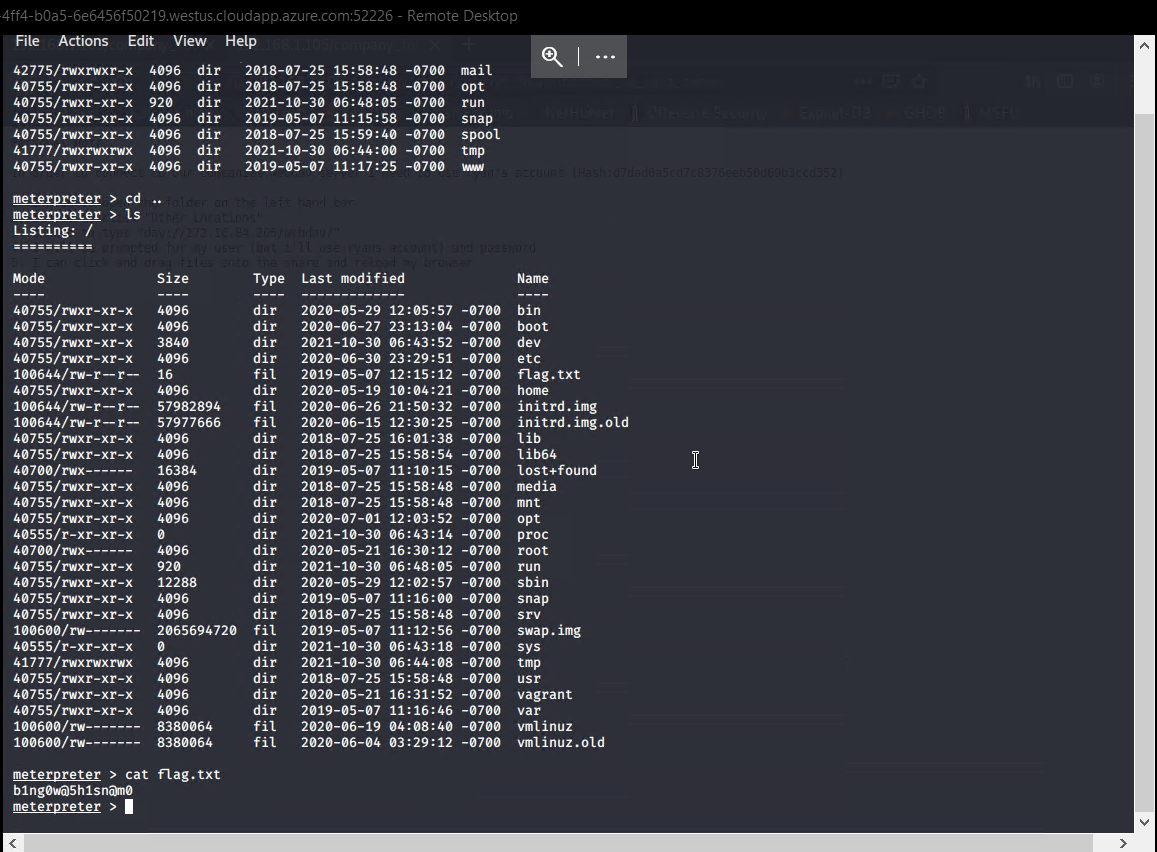 -4ff4-b0a5-6e6456f50219.westus.cloudapp.azure.com:52226 - Remote Desktop
File Actions Edit View Help
42775/rwxrwxr-x 4096 dir 2018-07-25 15:58:48 -0700 mail
40755/rwxr-xr-x 4096 dir 2018-07-25 15:58:48 -0700 opt
40755/rwxr-xr-x 920 dir 2021-10-30 06:48:05 -0700 run
40755/rwxr-xr-x 4096 dir 2019-05-07 11:15:58 -0700 snap
40755/rwxr-xr-x 4096 dir 2018-07-25 15:59:40 -0700 spool
41777/rwxrwxrwx 4096 dir 2021-10-30 06:44:00 -0700 tmp
40755/rwxr-xr-x 4096 dir 2019-05-07 11:17:25 -0700 www
meterpreter > cd ..
meterpreter > ls
Listing: /
==========
Mode Size Type Last modified Name
---- ---- ---- ------------- ----
40755/rwxr-xr-x 4096 dir 2020-05-29 12:05:57 -0700 bin
40755/rwxr-xr-x 4096 dir 2020-06-27 23:13:04 -0700 boot
40755/rwxr-xr-x 3840 dir 2021-10-30 06:43:52 -0700 dev
40755/rwxr-xr-x 4096 dir 2020-06-30 23:29:51 -0700 etc
100644/rw-r--r-- 16 fil 2019-05-07 12:15:12 -0700 flag.txt
40755/rwxr-xr-x 4096 dir 2020-05-19 10:04:21 -0700 home
100644/rw-r--r-- 57982894 fil 2020-06-26 21:50:32 -0700 initrd.img
100644/rw-r--r-- 57977666 fil 2020-06-15 12:30:25 -0700 initrd.img.old
40755/rwxr-xr-x 4096 dir 2018-07-25 16:01:38 -0700 lib
40755/rwxr-xr-x 4096 dir 2018-07-25 15:58:54 -0700 lib64
40700/rwx------ 16384 dir 2019-05-07 11:10:15 -0700 lost+found
40755/rwxr-xr-x 4096 dir 2018-07-25 15:58:48 -0700 media
40755/rwxr-xr-x 4096 dir 2018-07-25 15:58:48 -0700 mnt
40755/rwxr-xr-x 4096 dir 2020-07-01 12:03:52 -0700 opt
40555/r-xr-xr-x 0 dir 2021-10-30 06:43:14 -0700 proc
40700/rwx------ 4096 dir 2020-05-21 16:30:12 -0700 root
40755/rwxr-xr-x 920 dir 2021-10-30 06:48:05 -0700 run
40755/rwxr-xr-x 12288 dir 2020-05-29 12:02:57 -0700 sbin
40755/rwxr-xr-x 4096 dir 2019-05-07 11:16:00 -0700 snap
40755/rwxr-xr-x 4096 dir 2018-07-25 15:58:48 -0700 srv
100600/rw------- 2065694720 fil 2019-05-07 11:12:56 -0700 swap.img
40555/r-xr-xr-x 0 dir 2021-10-30 06:43:18 -0700 sys
41777/rwxrwxrwx 4096 dir 2021-10-30 06:44:08 -0700 tmp
40755/rwxr-xr-x 4096 dir 2018-07-25 15:58:48 -0700 usr
40755/rwxr-xr-x 4096 dir 2020-05-21 16:31:52 -0700 vagrant
40755/rwxr-xr-x 4096 dir 2019-05-07 11:16:46 -0700 var
100600/rw------- 8380064 fil 2020-06-19 04:08:40 -0700 vmlinuz
100600/rw------- 8380064 fil 2020-06-04 03:29:12 -0700 vmlinuz.old
meterpreter > cat flag.txt
b1ng0w@5h1sn@m0
meterpreter >